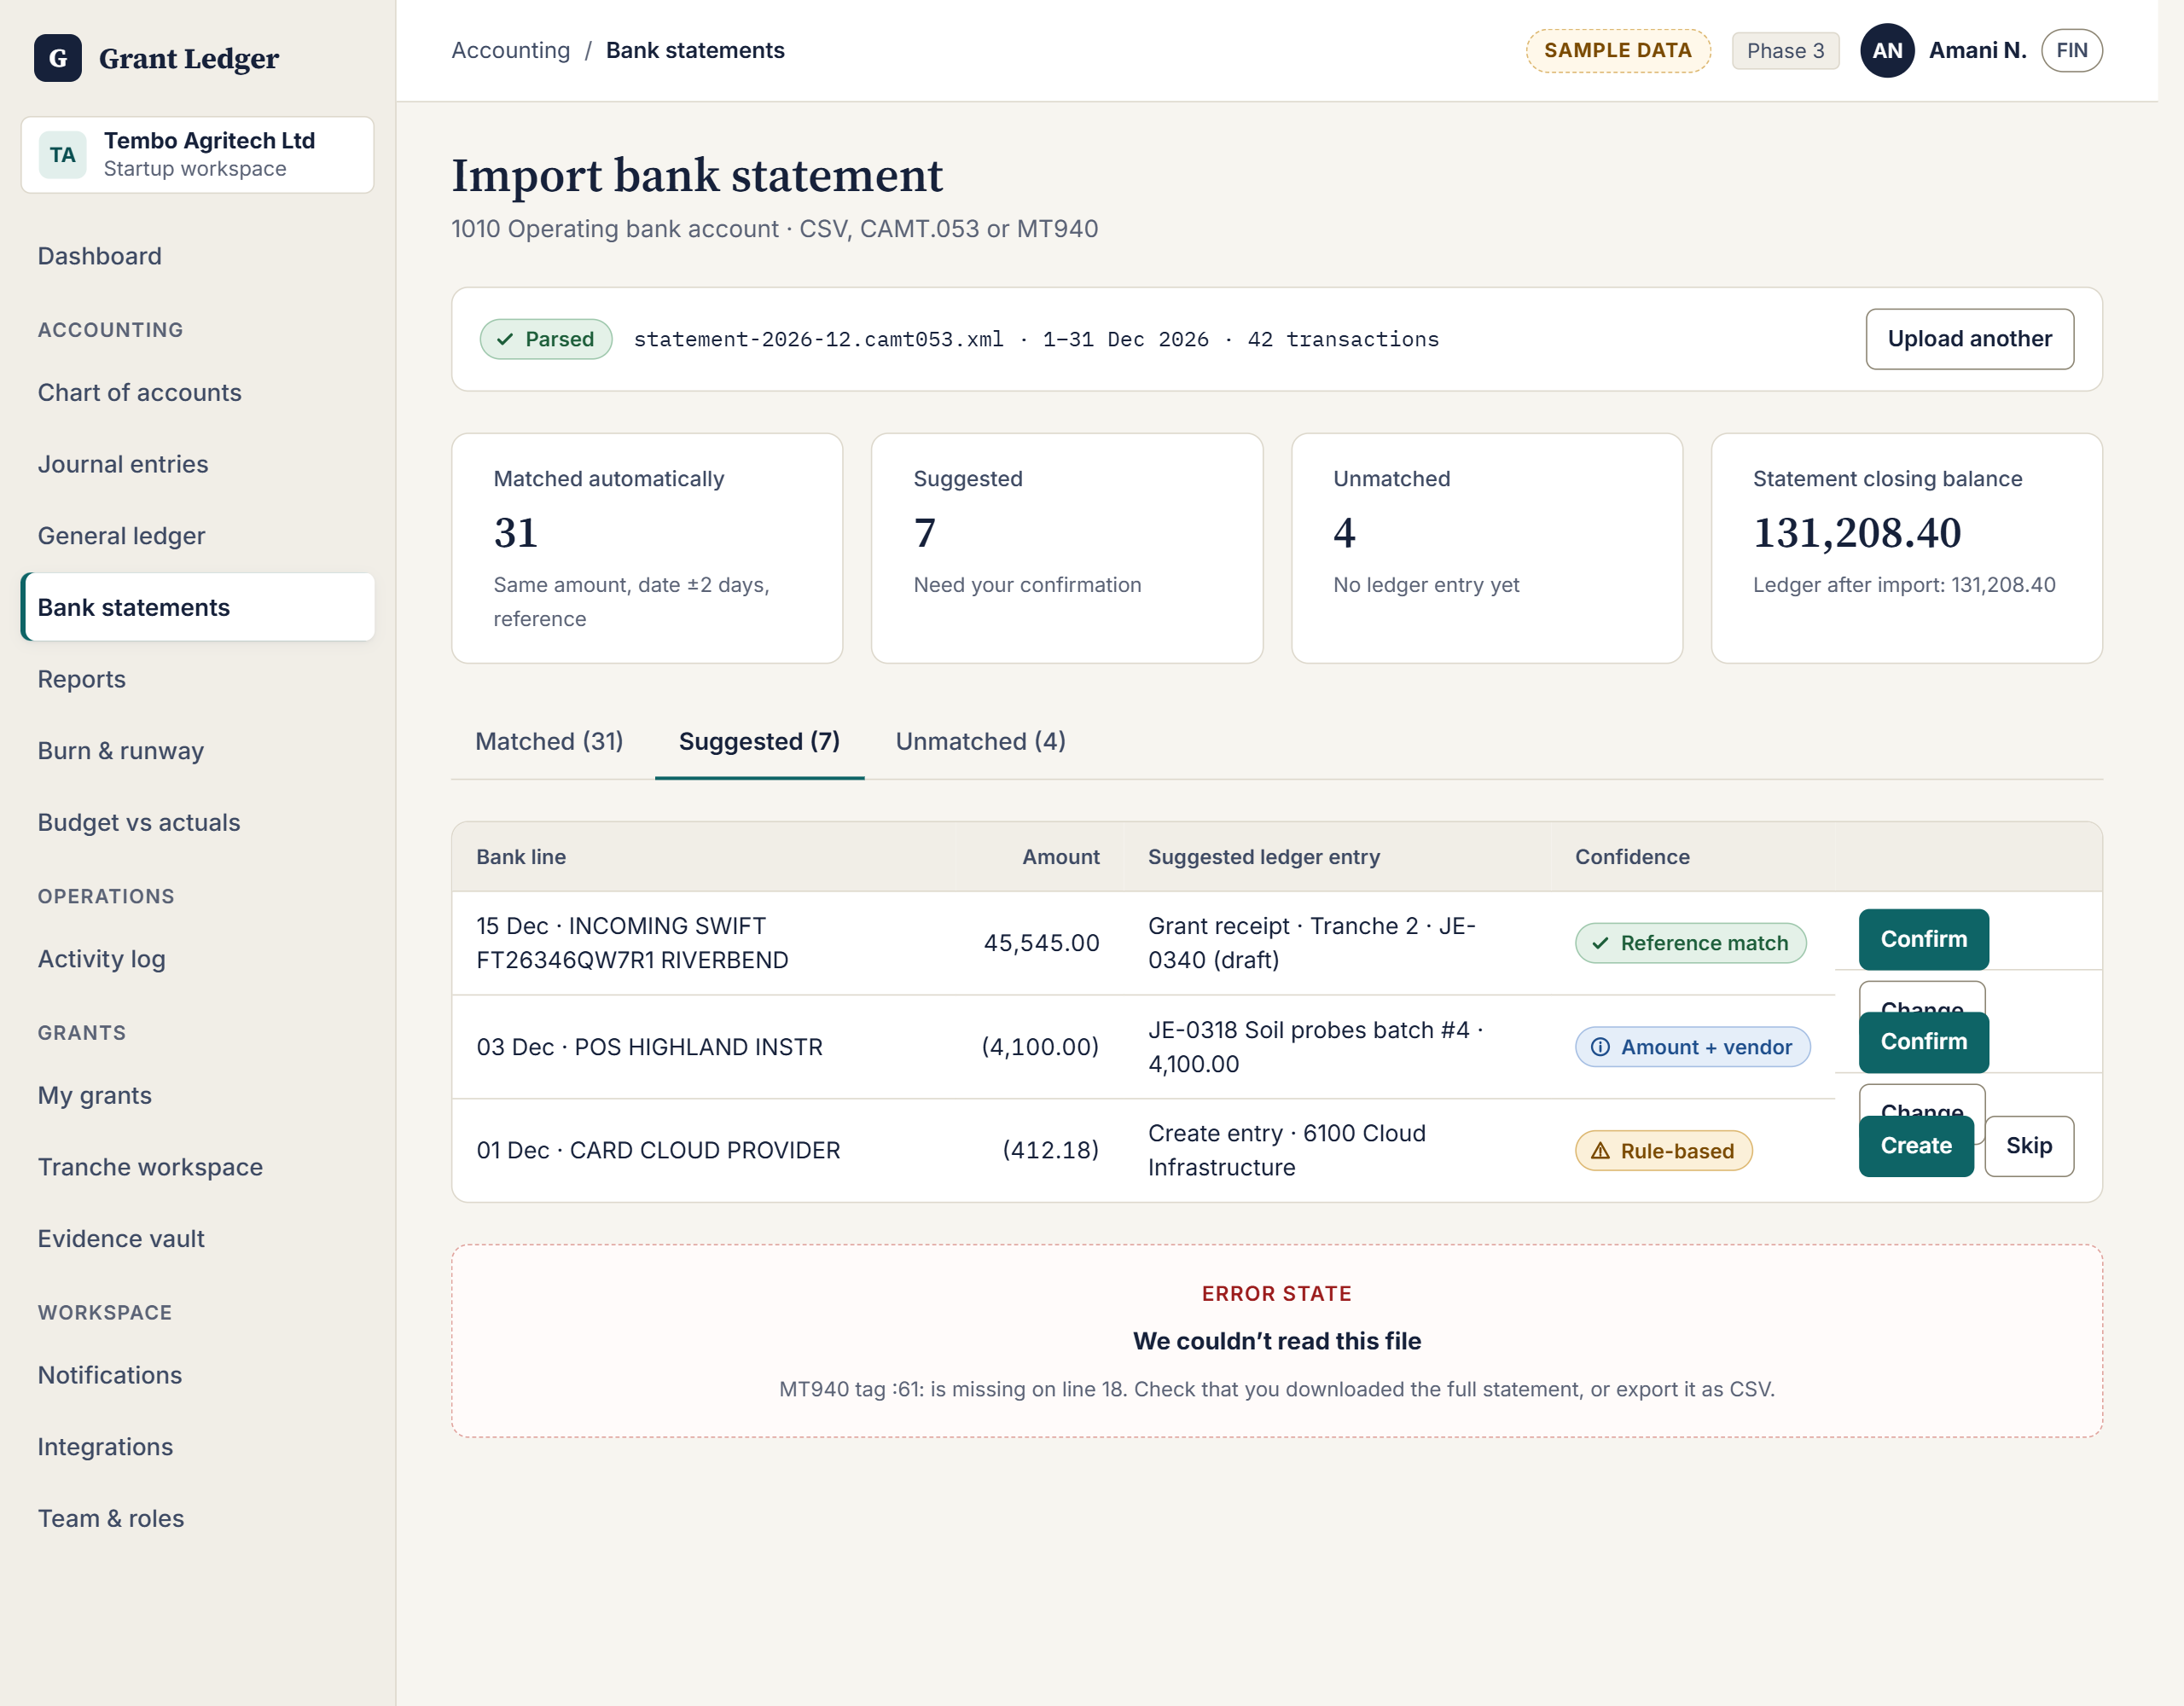 G Grant Ledger
TA Tembo Agritech Ltd
Startup workspace
Dashboard
ACCOUNTING
Chart of accounts
Journal entries
General ledger
Bank statements
Reports
Burn & runway
Budget vs actuals
OPERATIONS
Activity log
GRANTS
My grants
Tranche workspace
Evidence vault
WORKSPACE
Notifications
Integrations
Team & roles
Accounting / Bank statements
SAMPLE DATA Phase 3 AN Amani N. FIN
Import bank statement
1010 Operating bank account · CSV, CAMT.053 or MT940
Parsed statement-2026-12.camt053.xml · 1–31 Dec 2026 · 42 transactions Upload another
Matched automatically
31
Same amount, date ±2 days,
reference
Suggested
7
Need your confirmation
Unmatched
4
No ledger entry yet
Statement closing balance
131,208.40
Ledger after import: 131,208.40
Matched (31) Suggested (7) Unmatched (4)
Bank line Amount Suggested ledger entry Confidence
15 Dec · INCOMING SWIFT
FT26346QW7R1 RIVERBEND
45,545.00
Grant receipt · Tranche 2 · JE-
0340 (draft)
Reference match
Confirm
Change
03 Dec · POS HIGHLAND INSTR
(4,100.00)
JE-0318 Soil probes batch #4 ·
4,100.00
Amount + vendor
Confirm
Change
01 Dec · CARD CLOUD PROVIDER
(412.18)
Create entry · 6100 Cloud
Infrastructure
Rule-based
Create Skip
ERROR STATE
We couldn’t read this file
MT940 tag :61: is missing on line 18. Check that you downloaded the full statement, or export it as CSV.